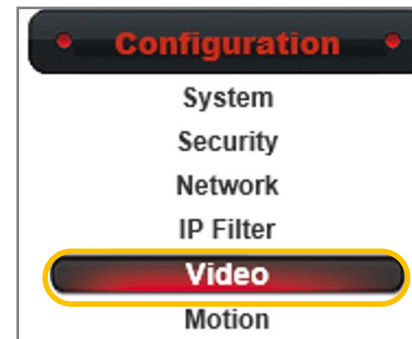 Configuration
System
Security
Network
IP Filter
Video
Motion